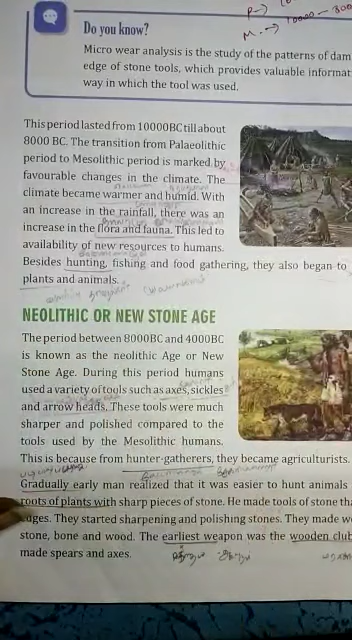 P →
M. → 10000 -
Do you know?
Micro wear analysis is the study of the patterns of dam
edge of stone tools, which provides valuable informat
way in which the tool was used.
This period lasted from 10000BC till about
8000 BC. The transition from Palaeolithic
period to Mesolithic period is marked by
favourable changes in the climate. The
climate became warmer and humid. With
an increase in the rainfall, there was an
increase in the flora and fauna. This led to
availability of new resources to humans.
Besides hunting, fishing and food gathering, they also began to
plants and animals.
NEOLITHIC OR NEW STONE AGE
The period between 8000BC and 4000BC
is known as the neolithic Age or New
Stone Age. During this period humans
used a variety of tools such as axes, sickles
and arrow heads. These tools were much
sharper and polished compared to the
tools used by the Mesolithic humans.
This is because from hunter-gatherers, they became agriculturists.
Gradually early man realized that it was easier to hunt animals
roots of plants with sharp pieces of stone. He made tools of stone tha
edges. They started sharpening and polishing stones. They made we
stone, bone and wood. The earliest weapon was the wooden club
made spears and axes.